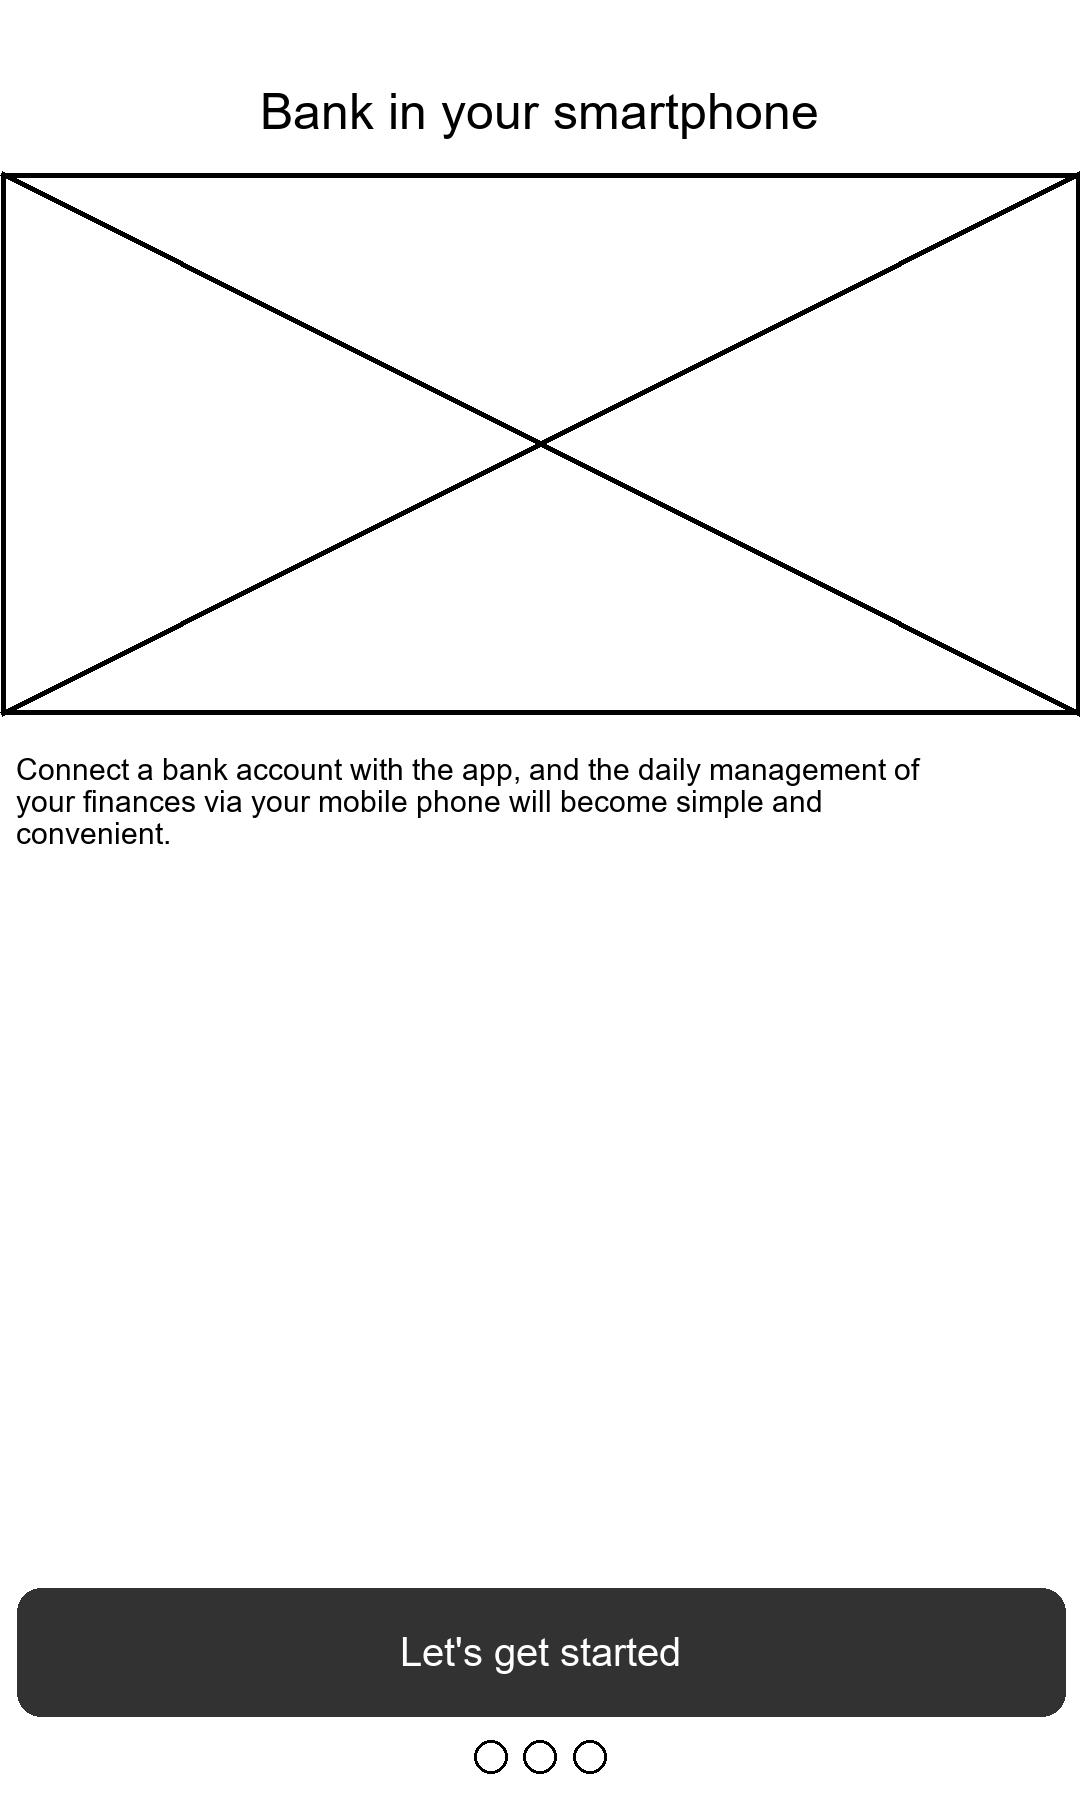 Bank in your smartphone
Connect a bank account with the app, and the daily management of
your finances via your mobile phone will become simple and
convenient.
Let's get started